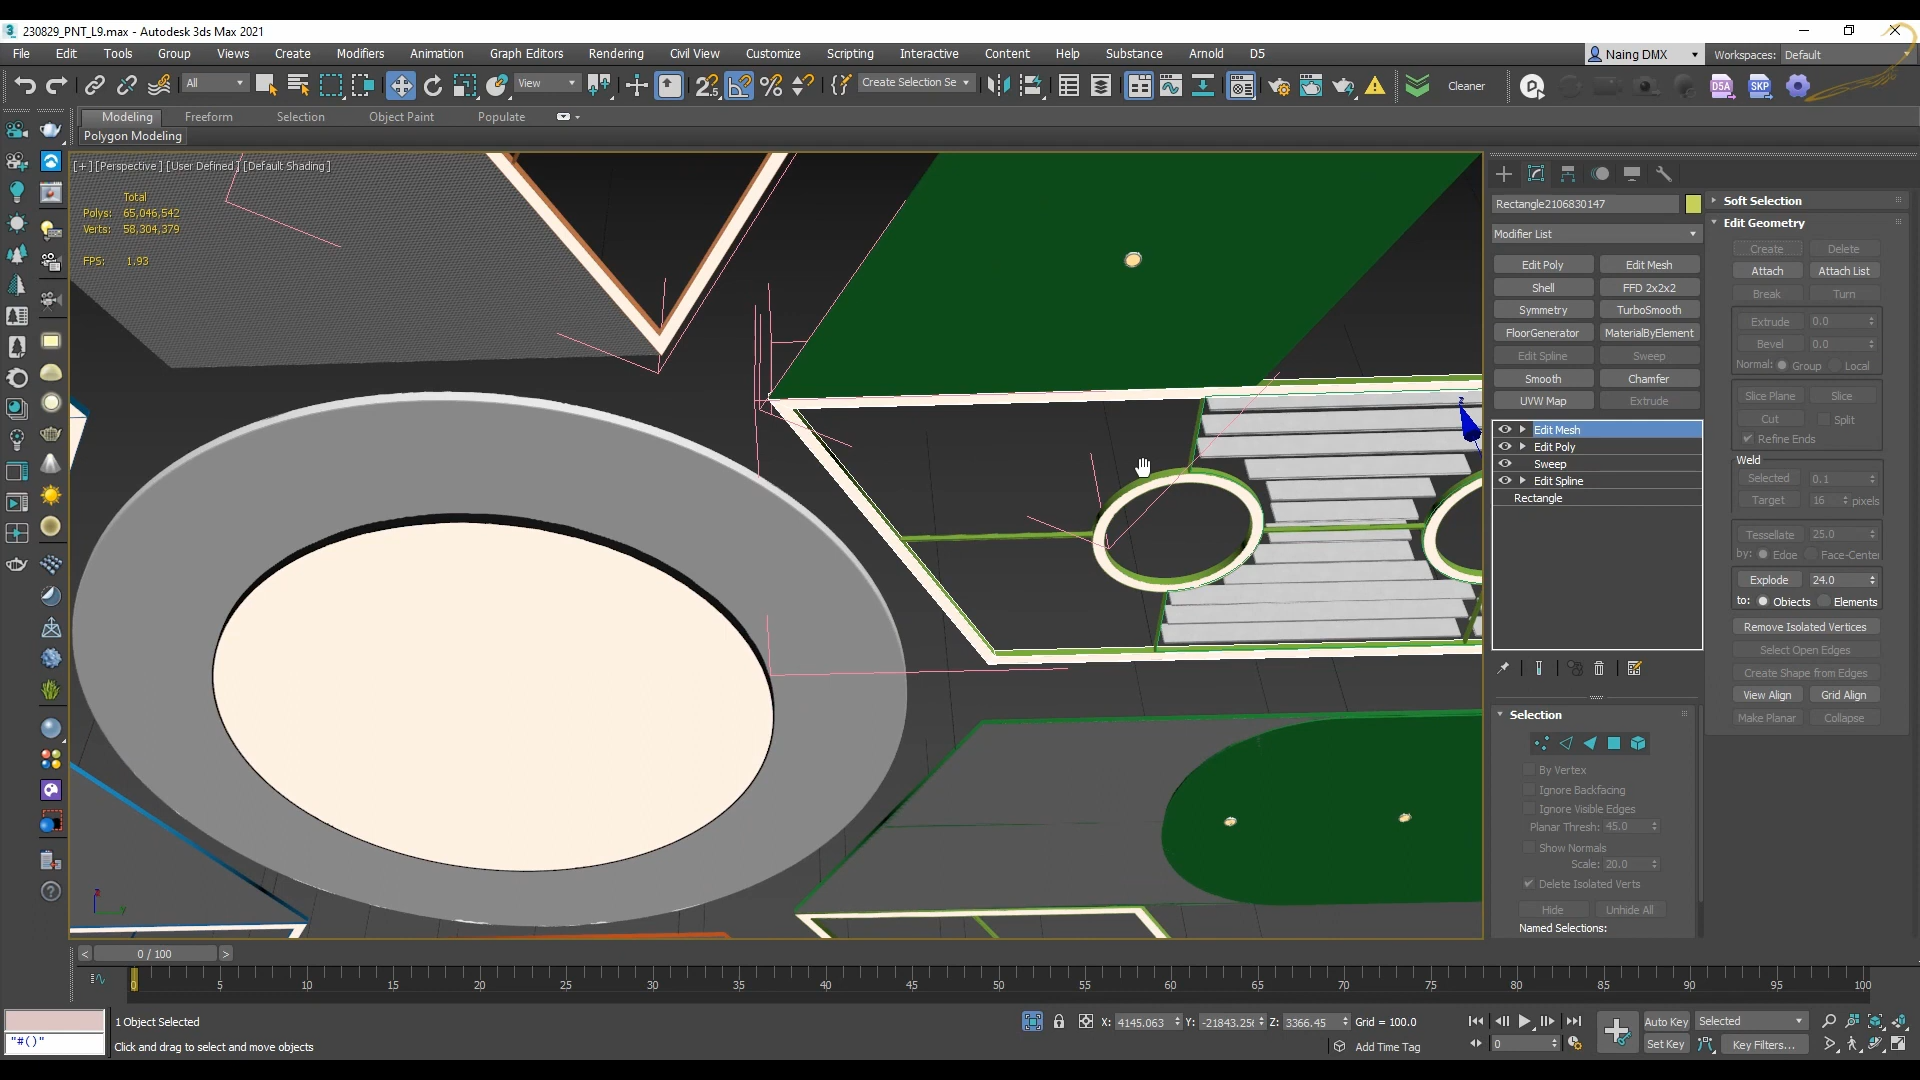 230829_PNT_L9.max - Autodesk 3ds Max 2021
File Edit Tools Group Views Create Modifiers Animation Graph Editors Rendering Civil View Customize Scripting Interactive Content Help Substance Arnold D5
Naing DMX Workspaces: Default
All View Create Selection Se Cleaner D5A SKP
Modeling Freeform Selection Object Paint Populate
Polygon Modeling
[+] [Perspective] [User Defined] [Default Shading]
Total
Polys: 65,046,542
Verts: 58,304,379
FPS: 1.93
Rectangle2106830147
Modifier List
Edit Poly Edit Mesh
Shell FFD 2x2x2
Symmetry TurboSmooth
FloorGenerator MaterialByElement
Edit Spline Sweep
Smooth Chamfer
UVW Map Extrude
Edit Mesh
Edit Poly
Sweep
Edit Spline
Rectangle
Selection
By Vertex
Ignore Backfacing
Ignore Visible Edges
Planar Thresh: 45.0
Show Normals
Scale: 20.0
Delete Isolated Verts
Hide Unhide All
Named Selections:
Soft Selection
Edit Geometry
Create Delete
Attach Attach List
Break Turn
Extrude 0.0
Bevel 0.0
Normal: Group Local
Slice Plane Slice
Cut Split
Refine Ends
Weld
Selected 0.1
Target 16 pixels
Tessellate 25.0
by: Edge Face-Center
Explode 24.0
to: Objects Elements
Remove Isolated Vertices
Select Open Edges
Create Shape from Edges
View Align Grid Align
Make Planar Collapse
< 0 / 100 >
0 5 10 15 20 25 30 35 40 45 50 55 60 65 70 75 80 85 90 95 100
"#()"
1 Object Selected
Click and drag to select and move objects
X: 4145.063 Y: -21843.25 Z: 3366.45 Grid = 100.0
Add Time Tag
0
Auto Key Selected
Set Key Key Filters...